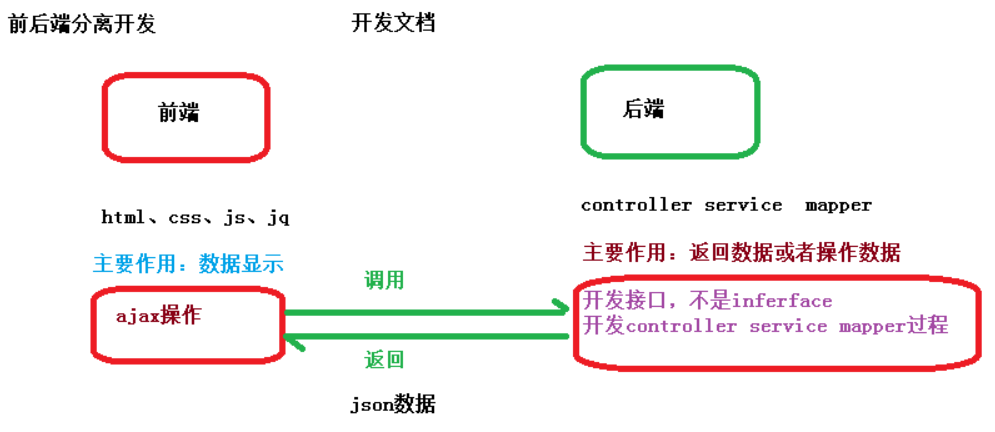 前后端分离开发
开发文档
前端
后端
html、css、js、jq
controller service  mapper
主要作用：数据显示
主要作用：返回数据或者操作数据
调用
ajax操作
开发接口，不是inferface
开发controller service mapper过程
返回
json数据